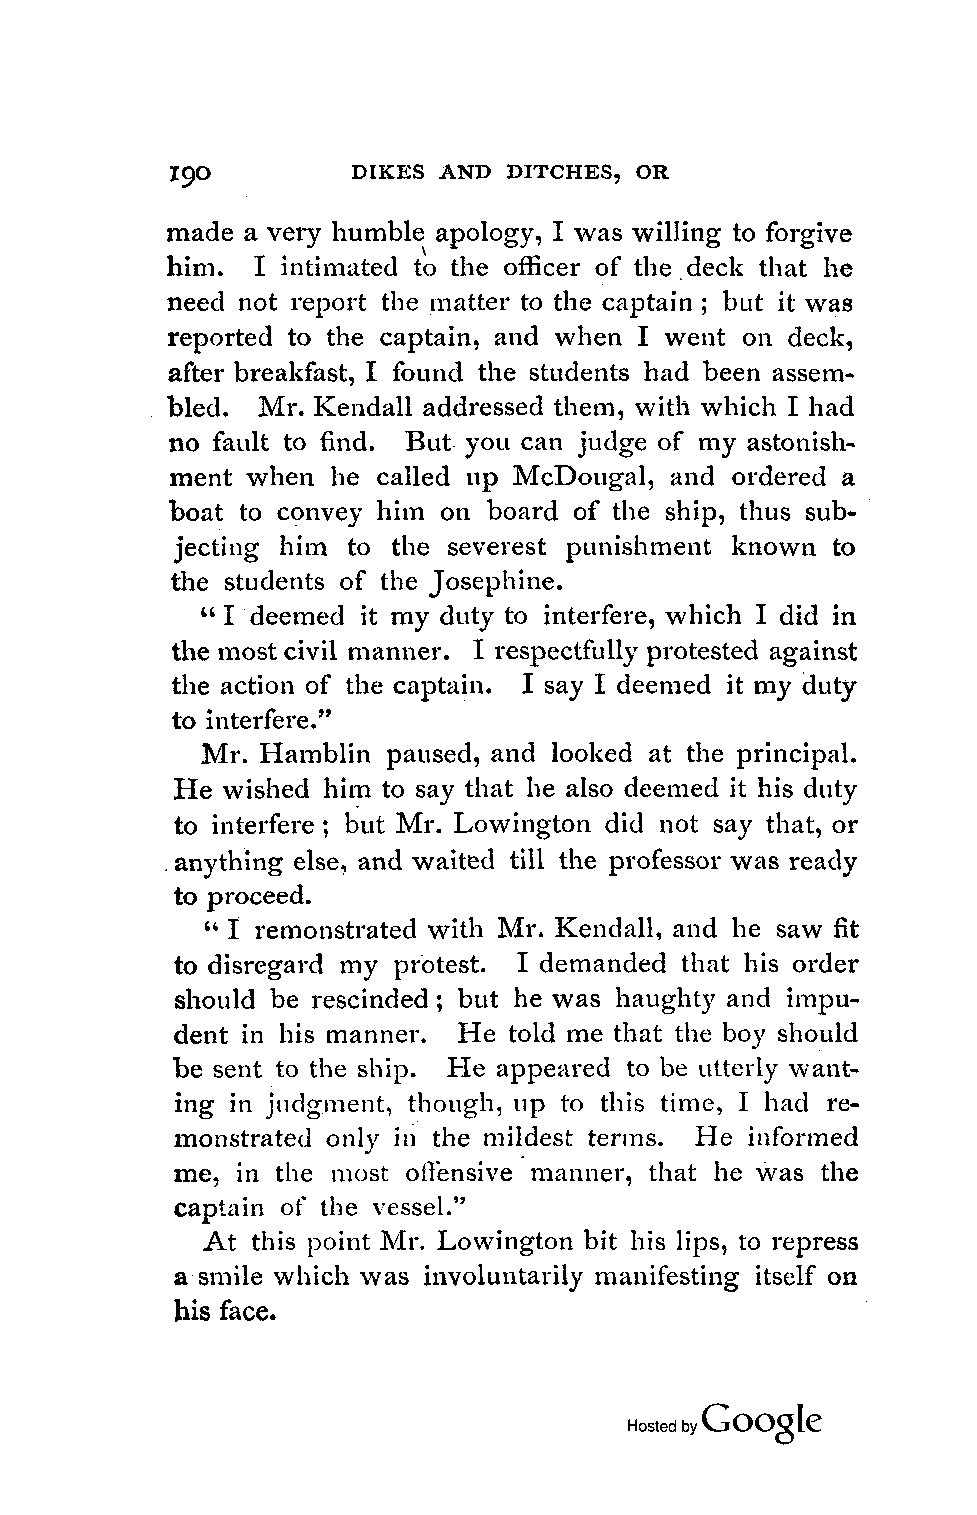 190 DIKES AND DITCHES, OR
made a very humble apology, I was willing to forgive
him. I intimated to the officer of the deck that he
need not report the matter to the captain ; but it was
reported to the captain, and when I went on deck,
after breakfast, I found the students had been assem-
bled. Mr. Kendall addressed them, with which I had
no fault to find. But you can judge of my astonish-
ment when he called up McDougal, and ordered a
boat to convey him on board of the ship, thus sub-
jecting him to the severest punishment known to
the students of the Josephine.
“ I deemed it my duty to interfere, which I did in
the most civil manner. I respectfully protested against
the action of the captain. I say I deemed it my duty
to interfere.”
Mr. Hamblin paused, and looked at the principal.
He wished him to say that he also deemed it his duty
to interfere ; but Mr. Lowington did not say that, or
anything else, and waited till the professor was ready
to proceed.
“ I remonstrated with Mr. Kendall, and he saw fit
to disregard my protest. I demanded that his order
should be rescinded ; but he was haughty and impu-
dent in his manner. He told me that the boy should
be sent to the ship. He appeared to be utterly want-
ing in judgment, though, up to this time, I had re-
monstrated only in the mildest terms. He informed
me, in the most offensive manner, that he was the
captain of the vessel.”
At this point Mr. Lowington bit his lips, to repress
a smile which was involuntarily manifesting itself on
his face.
Hosted by Google